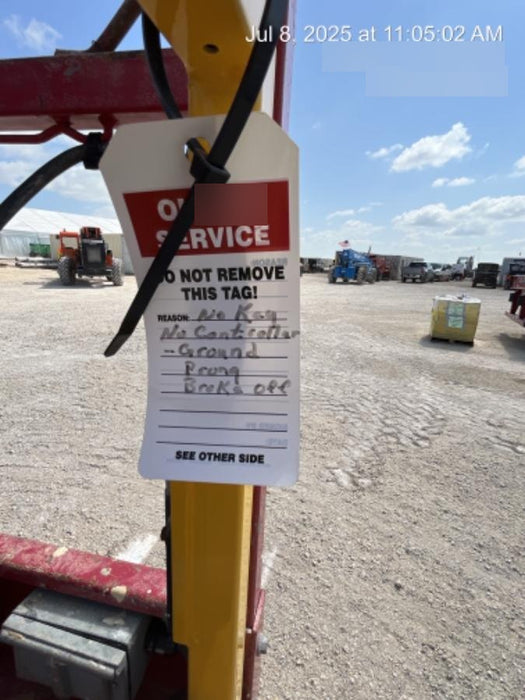 Jul 8, 2025 at 11:05:02 AM
SERVICE
DO NOT REMOVE
THIS TAG!
REASON: No Key
No Controller
- Ground
Prong
Broke off
SEE OTHER SIDE